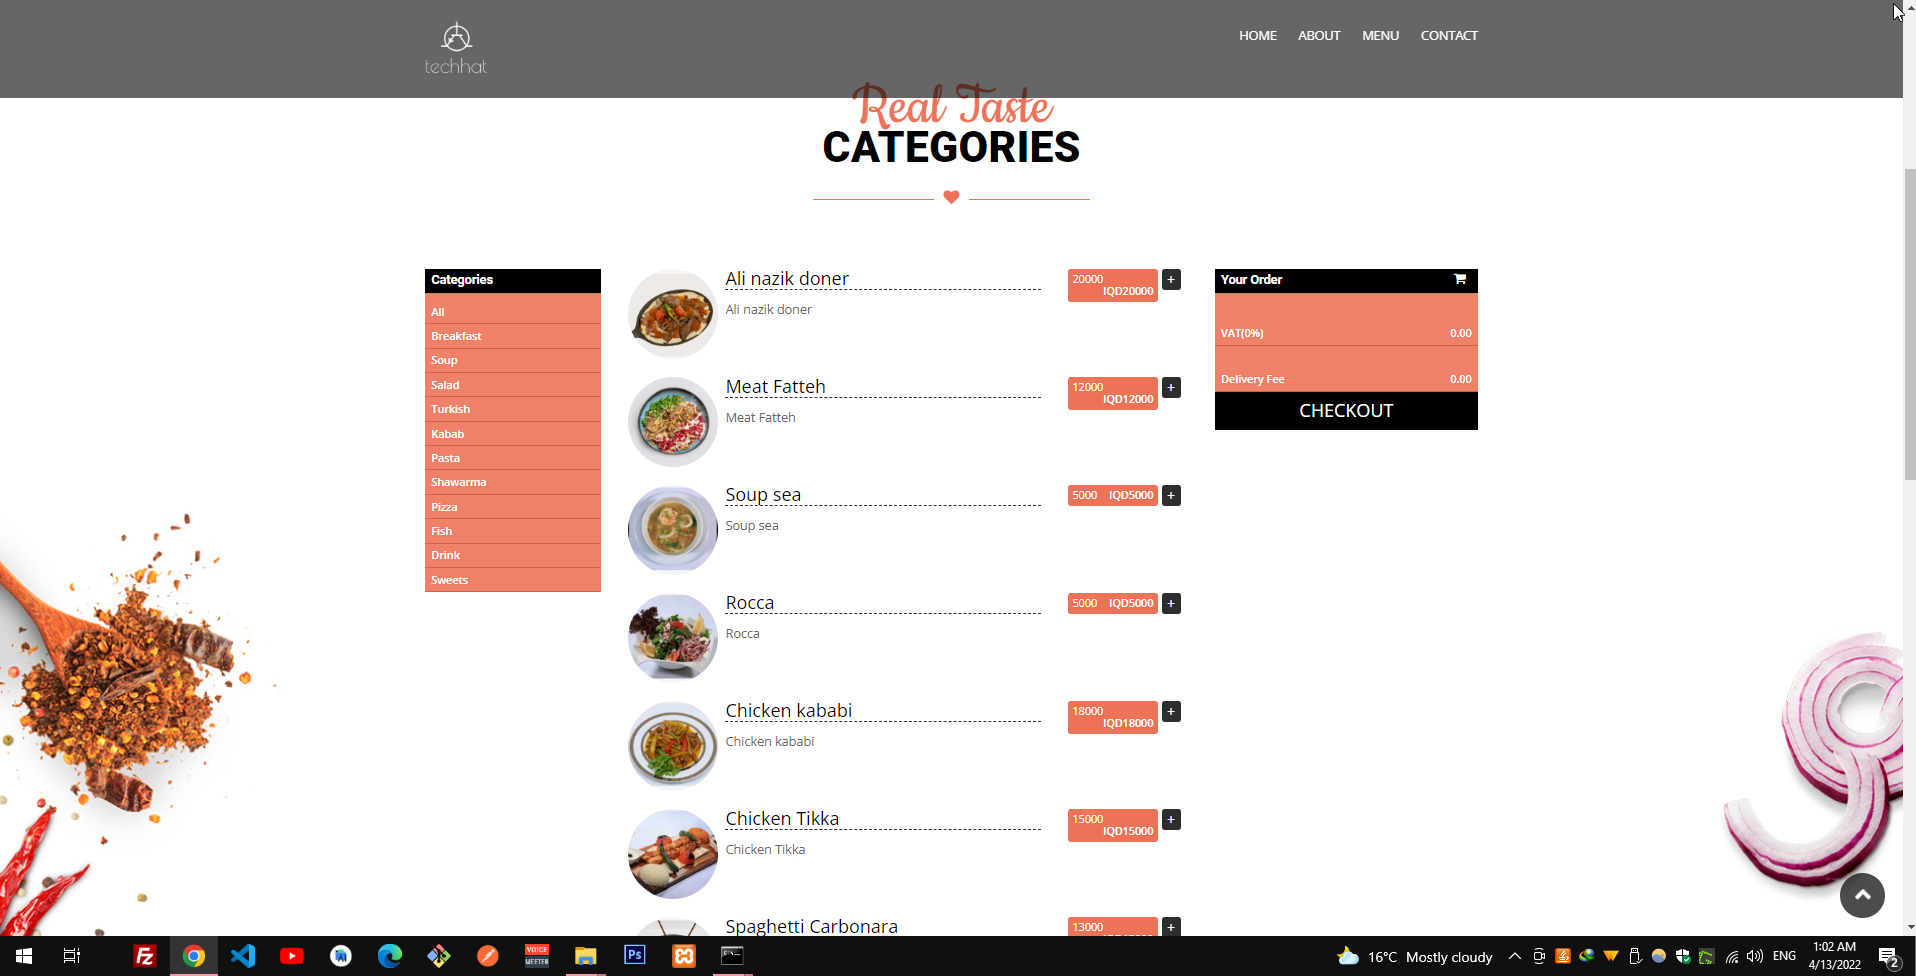 techhat
HOME ABOUT MENU CONTACT
Real Taste
CATEGORIES
Categories
All
Breakfast
Soup
Salad
Turkish
Kabab
Pasta
Shawarma
Pizza
Fish
Drink
Sweets
Ali nazik doner
20000
IQD20000
+
Ali nazik doner
Meat Fatteh
12000
IQD12000
+
Meat Fatteh
Soup sea
5000 IQD5000
+
Soup sea
Rocca
5000 IQD5000
+
Rocca
Chicken kababi
18000
IQD18000
+
Chicken kababi
Chicken Tikka
15000
IQD15000
+
Chicken Tikka
Spaghetti Carbonara
13000
+
Your Order
VAT(0%) 0.00
Delivery Fee 0.00
CHECKOUT
Fz
VOICE
MEETER
Ps
16°C Mostly cloudy
ENG
1:02 AM
4/13/2022
2